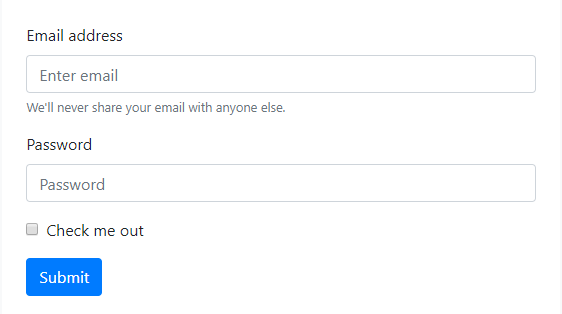 Email address
Enter email
We'll never share your email with anyone else.
Password
Password
Check me out
Submit